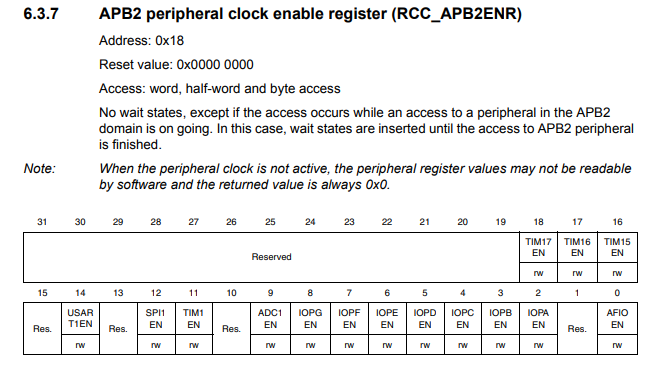 6.3.7 APB2 peripheral clock enable register (RCC_APB2ENR)
Address: 0x18
Reset value: 0x0000 0000
Access: word, half-word and byte access
No wait states, except if the access occurs while an access to a peripheral in the APB2
domain is on going. In this case, wait states are inserted until the access to APB2 peripheral
is finished.
Note: When the peripheral clock is not active, the peripheral register values may not be readable
by software and the returned value is always 0x0.
31 30 29 28 27 26 25 24 23 22 21 20 19 18 17 16
Reserved TIM17 TIM16 TIM15
EN EN EN
rw rw rw
15 14 13 12 11 10 9 8 7 6 5 4 3 2 1 0
Res. USAR Res. SPI1 TIM1 Res. ADC1 IOPG IOPF IOPE IOPD IOPC IOPB IOPA Res. AFIO
T1EN EN EN EN EN EN EN EN EN EN EN EN
rw rw rw rw rw rw rw rw rw rw rw rw